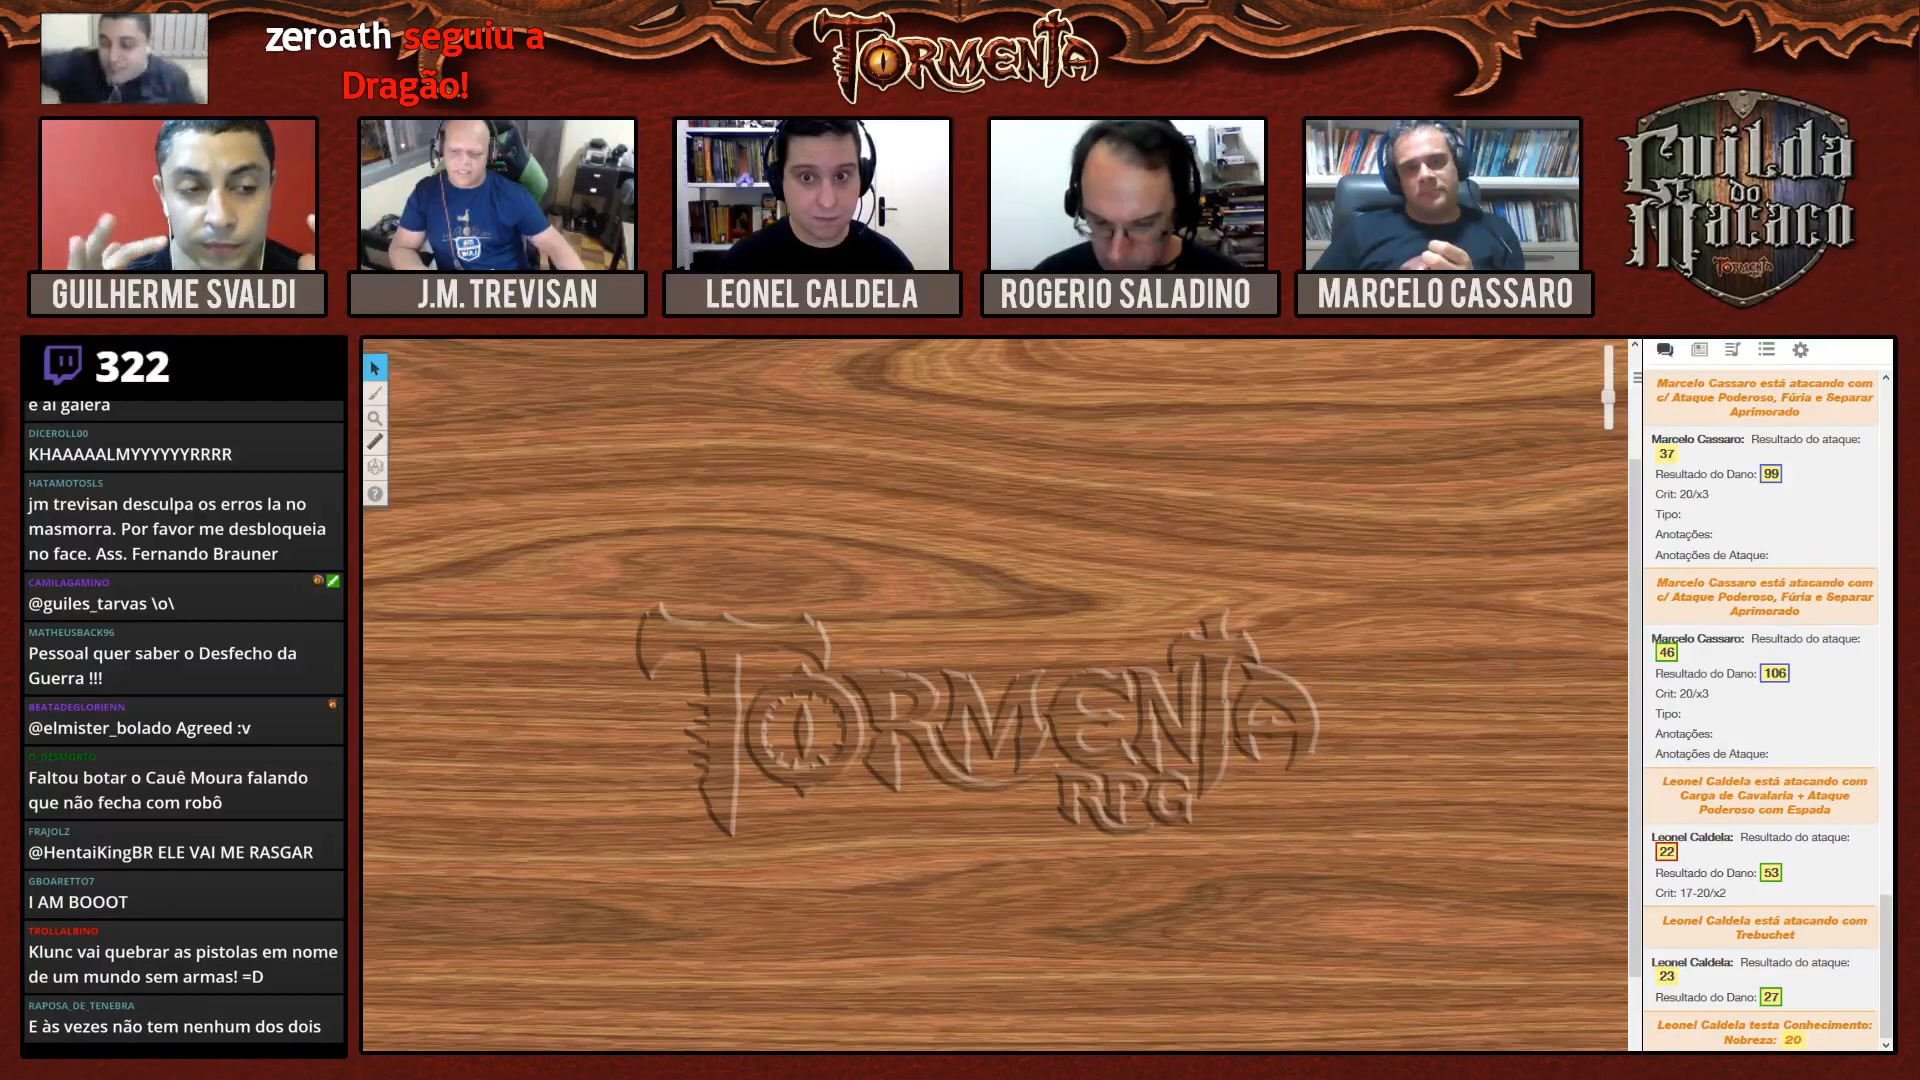 zeroath seguiu a
Dragão!
TORMENTA
GUILHERME SVALDI
J.M. TREVISAN
LEONEL CALDELA
ROGERIO SALADINO
MARCELO CASSARO
Guilda
do
Macaco
TORMENTA
322
e aí galera
DICEROLL00
KHAAAAALMYYYYYYRRRR
HATAMOTOSLS
jm trevisan desculpa os erros la no
masmorra. Por favor me desbloqueia
no face. Ass. Fernando Brauner
CAMILAGAMINO
@guiles_tarvas \o\
MATHEUSBACK96
Pessoal quer saber o Desfecho da
Guerra !!!
BEATADEGLORIENN
@elmister_bolado Agreed :v
O_DESMORTO
Faltou botar o Cauê Moura falando
que não fecha com robô
FRAJOLZ
@HentaiKingBR ELE VAI ME RASGAR
GBOARETTO7
I AM BOOOT
TROLLALBINO
Klunc vai quebrar as pistolas em nome
de um mundo sem armas! =D
RAPOSA_DE_TENEBRA
E às vezes não tem nenhum dos dois
TORMENTA
RPG
Marcelo Cassaro está atacando com
c/ Ataque Poderoso, Fúria e Separar
Aprimorado
Marcelo Cassaro: Resultado do ataque:
37
Resultado do Dano: 99
Crit: 20/x3
Tipo:
Anotações:
Anotações de Ataque:
Marcelo Cassaro está atacando com
c/ Ataque Poderoso, Fúria e Separar
Aprimorado
Marcelo Cassaro: Resultado do ataque:
46
Resultado do Dano: 106
Crit: 20/x3
Tipo:
Anotações:
Anotações de Ataque:
Leonel Caldela está atacando com
Carga de Cavalaria + Ataque
Poderoso com Espada
Leonel Caldela: Resultado do ataque:
22
Resultado do Dano: 53
Crit: 17-20/x2
Leonel Caldela está atacando com
Trebuchet
Leonel Caldela: Resultado do ataque:
23
Resultado do Dano: 27
Leonel Caldela testa Conhecimento:
Nobreza: 20